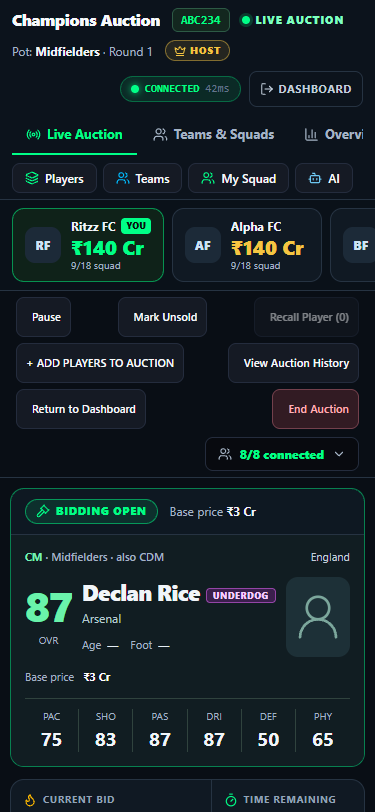 Champions Auction ABC234 LIVE AUCTION
Pot: Midfielders · Round 1 HOST
CONNECTED 42ms DASHBOARD
Live Auction Teams & Squads
Players Teams My Squad AI
RF Ritzz FC YOU ₹140 Cr 9/18 squad
AF Alpha FC ₹140 Cr 9/18 squad
BF
Pause Mark Unsold Recall Player (0)
+ ADD PLAYERS TO AUCTION View Auction History
Return to Dashboard End Auction
8/8 connected
BIDDING OPEN Base price ₹3 Cr
CM · Midfielders · also CDM England
87 OVR
Declan Rice UNDERDOG
Arsenal
Age — Foot —
Base price ₹3 Cr
PAC SHO PAS DRI DEF PHY
75 83 87 87 50 65
CURRENT BID TIME REMAINING